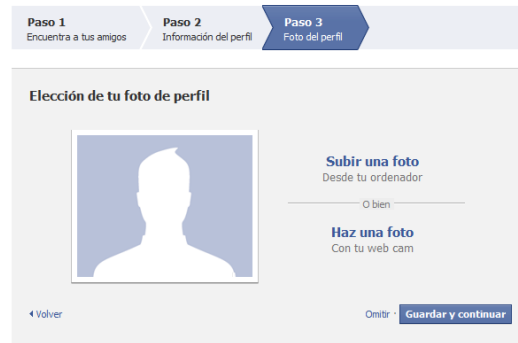 Paso 1
Encuentra a tus amigos
Paso 2
Información del perfil
Paso 3
Foto del perfil
Elección de tu foto de perfil
Subir una foto
Desde tu ordenador
O bien
Haz una foto
Con tu web cam
Volver
Omitir · Guardar y continuar